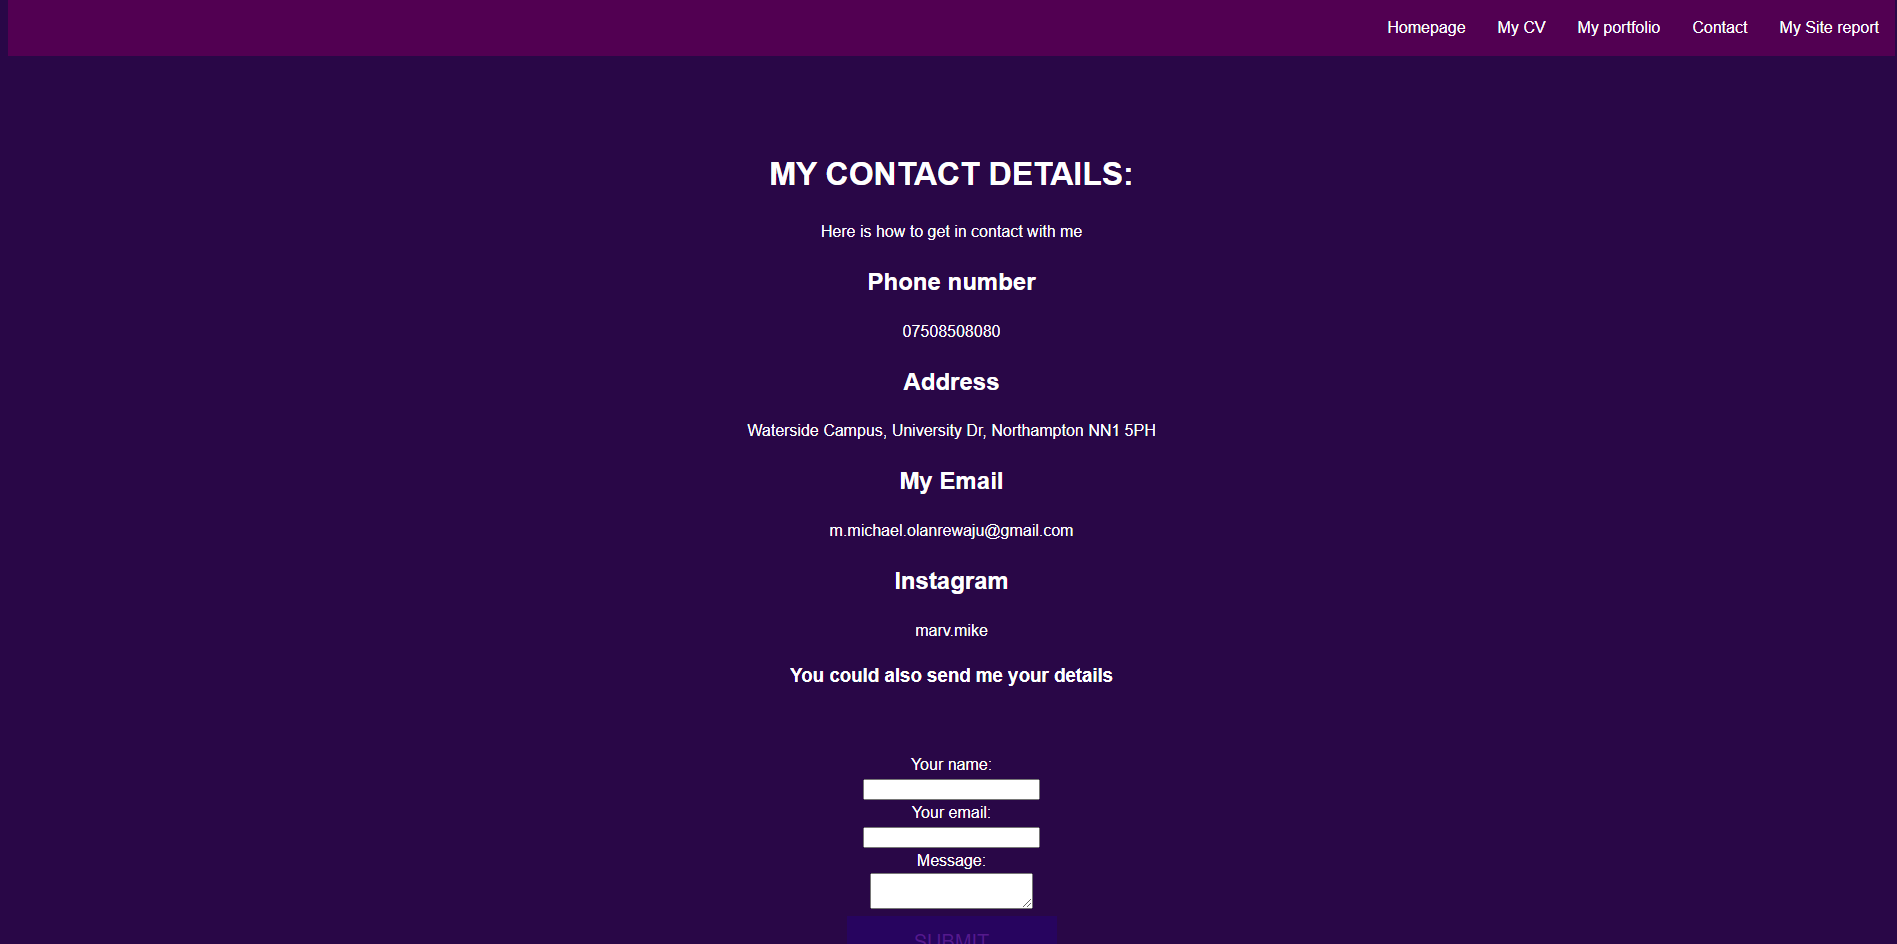 Homepage My CV My portfolio Contact My Site report
MY CONTACT DETAILS:
Here is how to get in contact with me
Phone number
07508508080
Address
Waterside Campus, University Dr, Northampton NN1 5PH
My Email
m.michael.olanrewaju@gmail.com
Instagram
marv.mike
You could also send me your details
Your name:
Your email:
Message:
SUBMIT